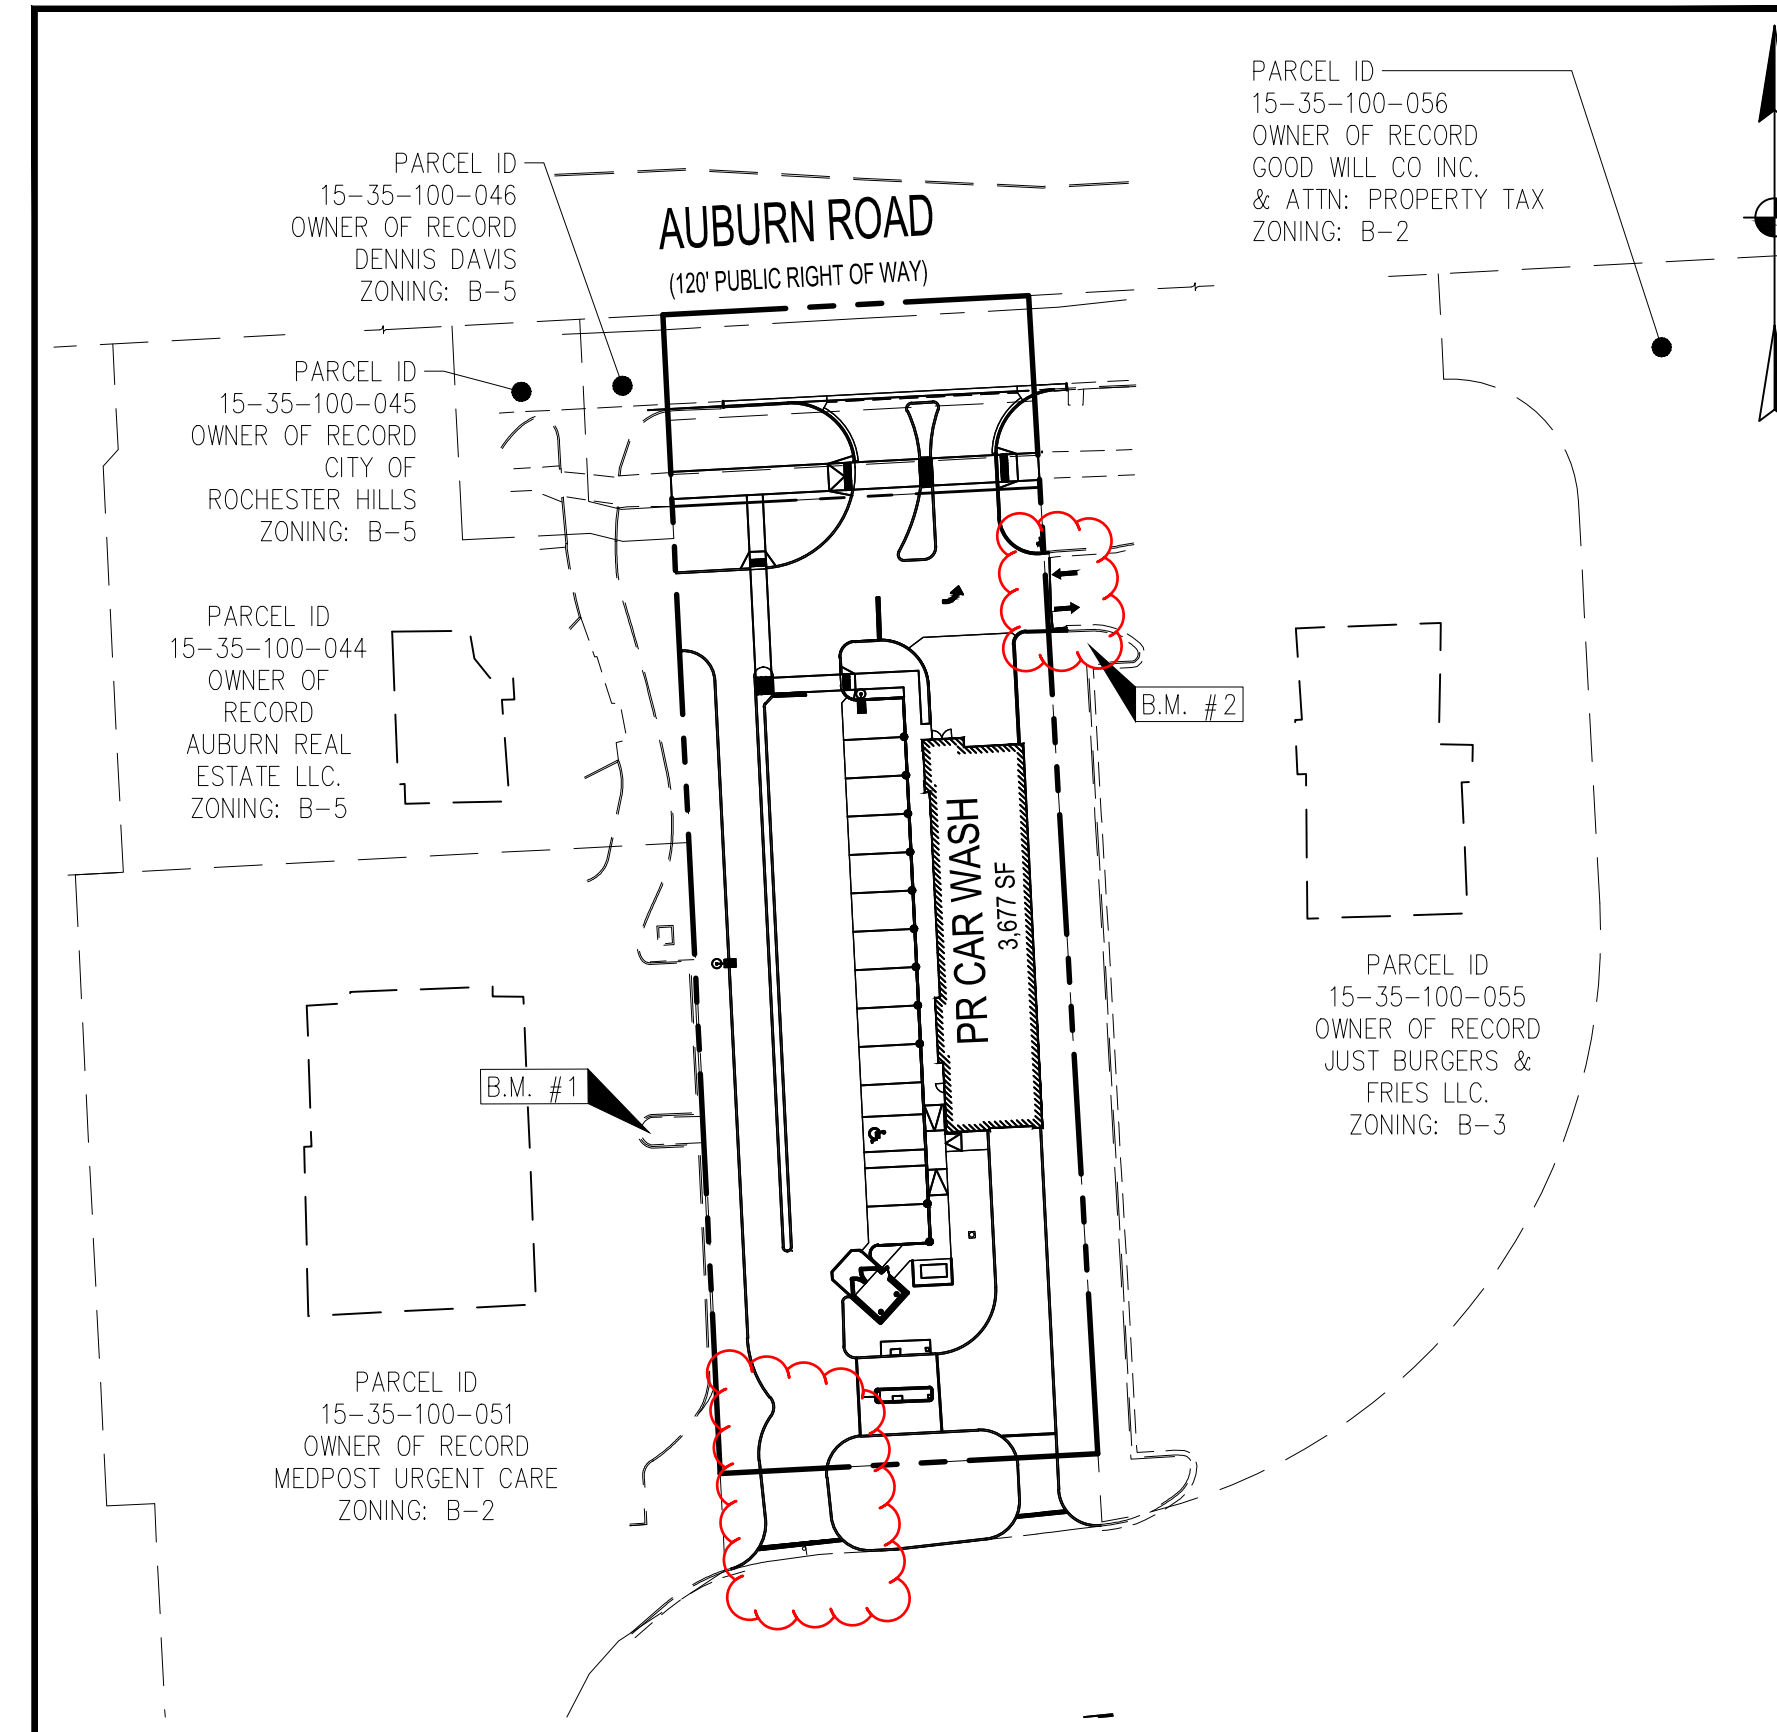 PARCEL ID
15-35-100-056
OWNER OF RECORD
GOOD WILL CO INC.
& ATTN: PROPERTY TAX
ZONING: B-2
PARCEL ID
15-35-100-046
OWNER OF RECORD
DENNIS DAVIS
ZONING: B-5
AUBURN ROAD
(120' PUBLIC RIGHT OF WAY)
PARCEL ID
15-35-100-045
OWNER OF RECORD
CITY OF
ROCHESTER HILLS
ZONING: B-5
PARCEL ID
15-35-100-044
OWNER OF
RECORD
AUBURN REAL
ESTATE LLC.
ZONING: B-5
B.M. #2
PR CAR WASH
3,677 SF
PARCEL ID
15-35-100-055
OWNER OF RECORD
JUST BURGERS &
FRIES LLC.
ZONING: B-3
B.M. #1
PARCEL ID
15-35-100-051
OWNER OF RECORD
MEDPOST URGENT CARE
ZONING: B-2